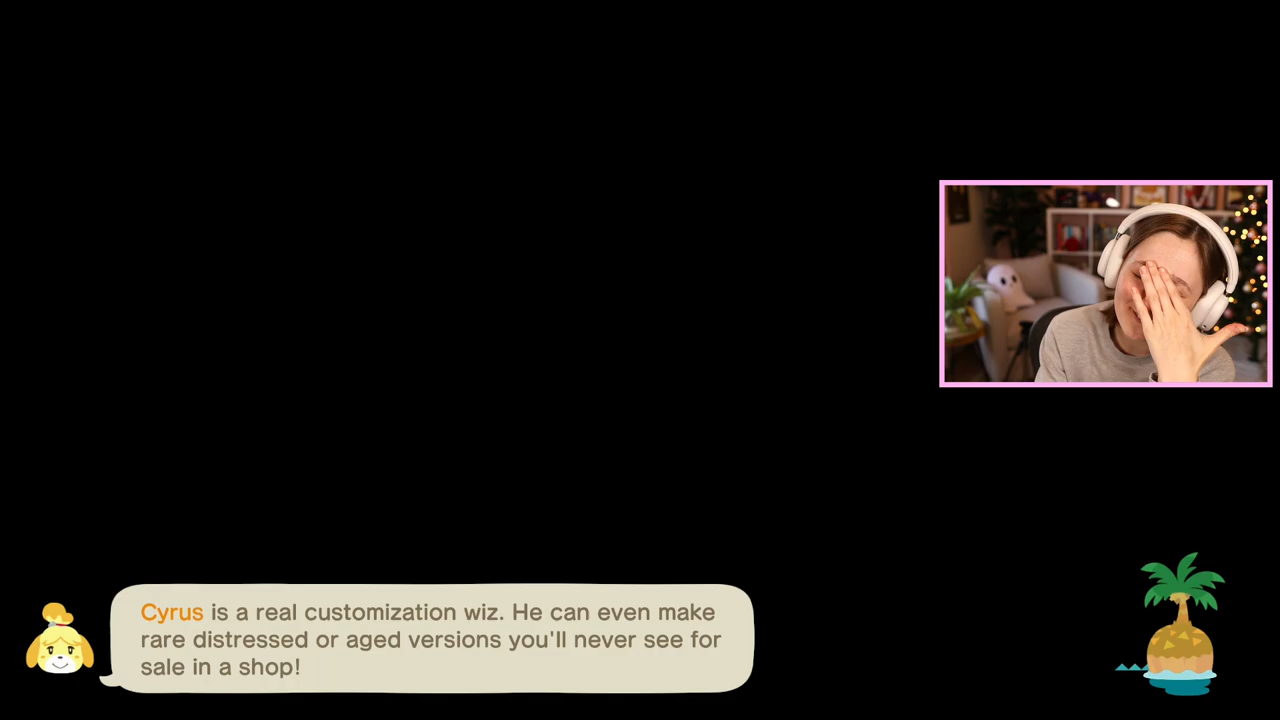 Cyrus is a real customization wiz. He can even make
rare distressed or aged versions you'll never see for
sale in a shop!